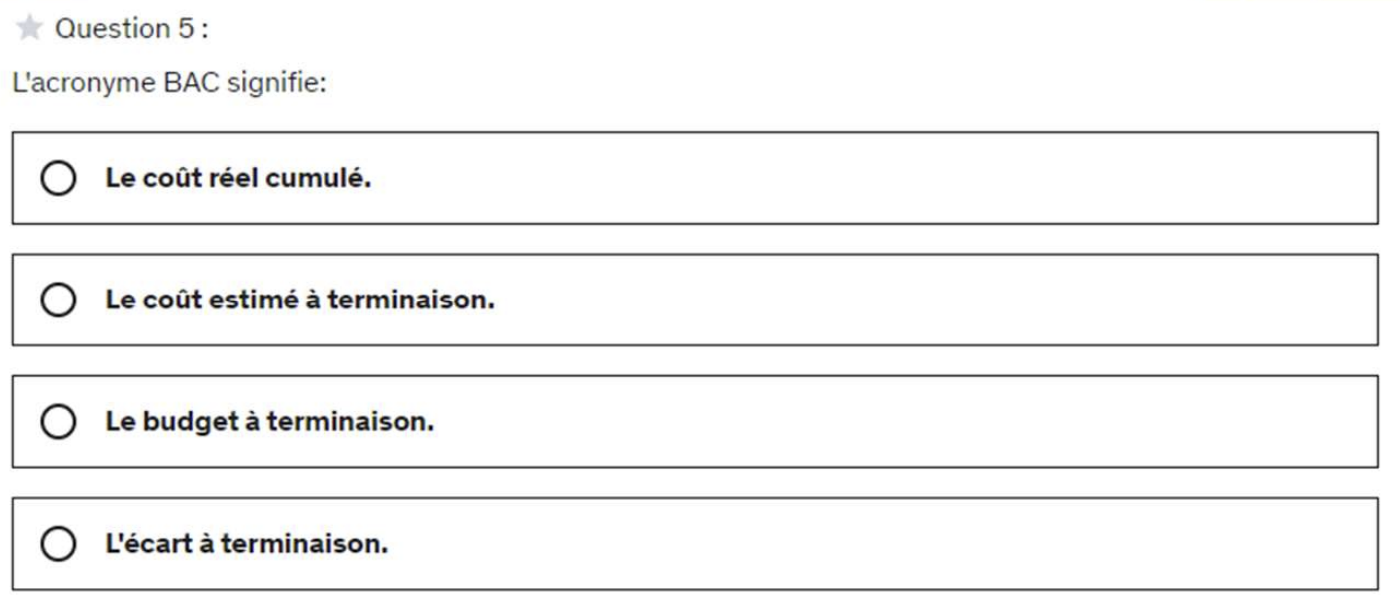 Question 5 :
L'acronyme BAC signifie:
Le coût réel cumulé.
Le coût estimé à terminaison.
Le budget à terminaison.
L'écart à terminaison.